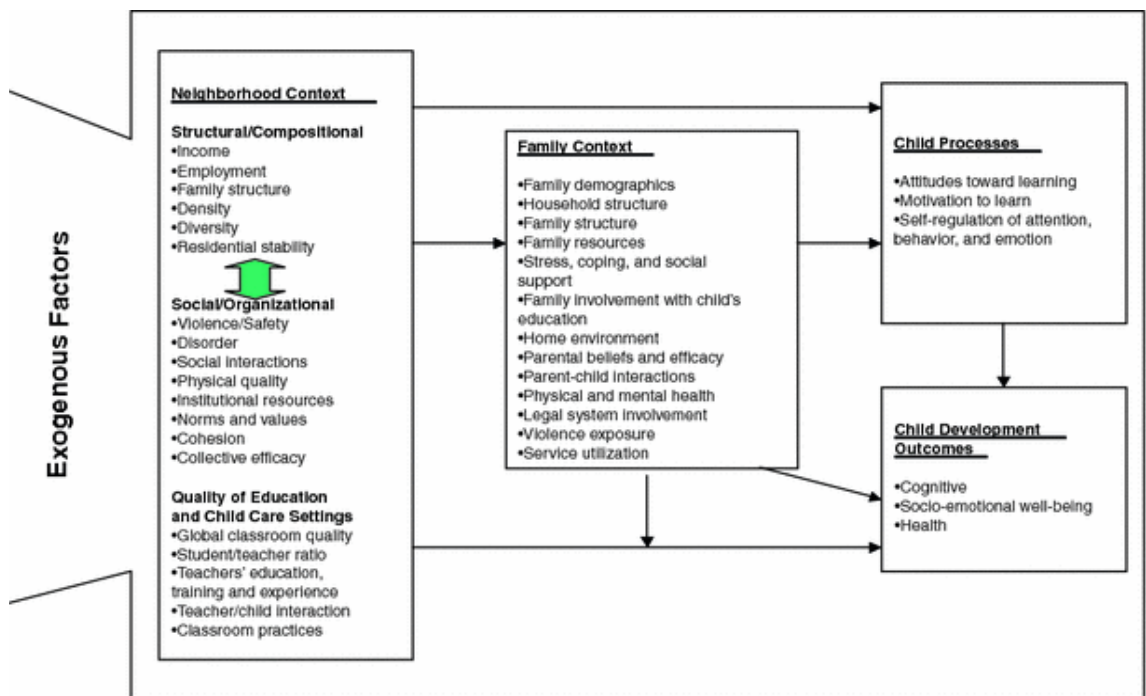 Exogenous Factors
Neighborhood Context
Structural/Compositional
•Income
•Employment
•Family structure
•Density
•Diversity
•Residential stability
Social/Organizational
•Violence/Safety
•Disorder
•Social interactions
•Physical quality
•Institutional resources
•Norms and values
•Cohesion
•Collective efficacy
Quality of Education
and Child Care Settings
•Global classroom quality
•Student/teacher ratio
•Teachers' education,
training and experience
•Teacher/child interaction
•Classroom practices
Family Context
•Family demographics
•Household structure
•Family structure
•Family resources
•Stress, coping, and social
support
•Family involvement with child's
education
•Home environment
•Parental beliefs and efficacy
•Parent-child interactions
•Physical and mental health
•Legal system involvement
•Violence exposure
•Service utilization
Child Processes
•Attitudes toward learning
•Motivation to learn
•Self-regulation of attention,
behavior, and emotion
Child Development
Outcomes
•Cognitive
•Socio-emotional well-being
•Health